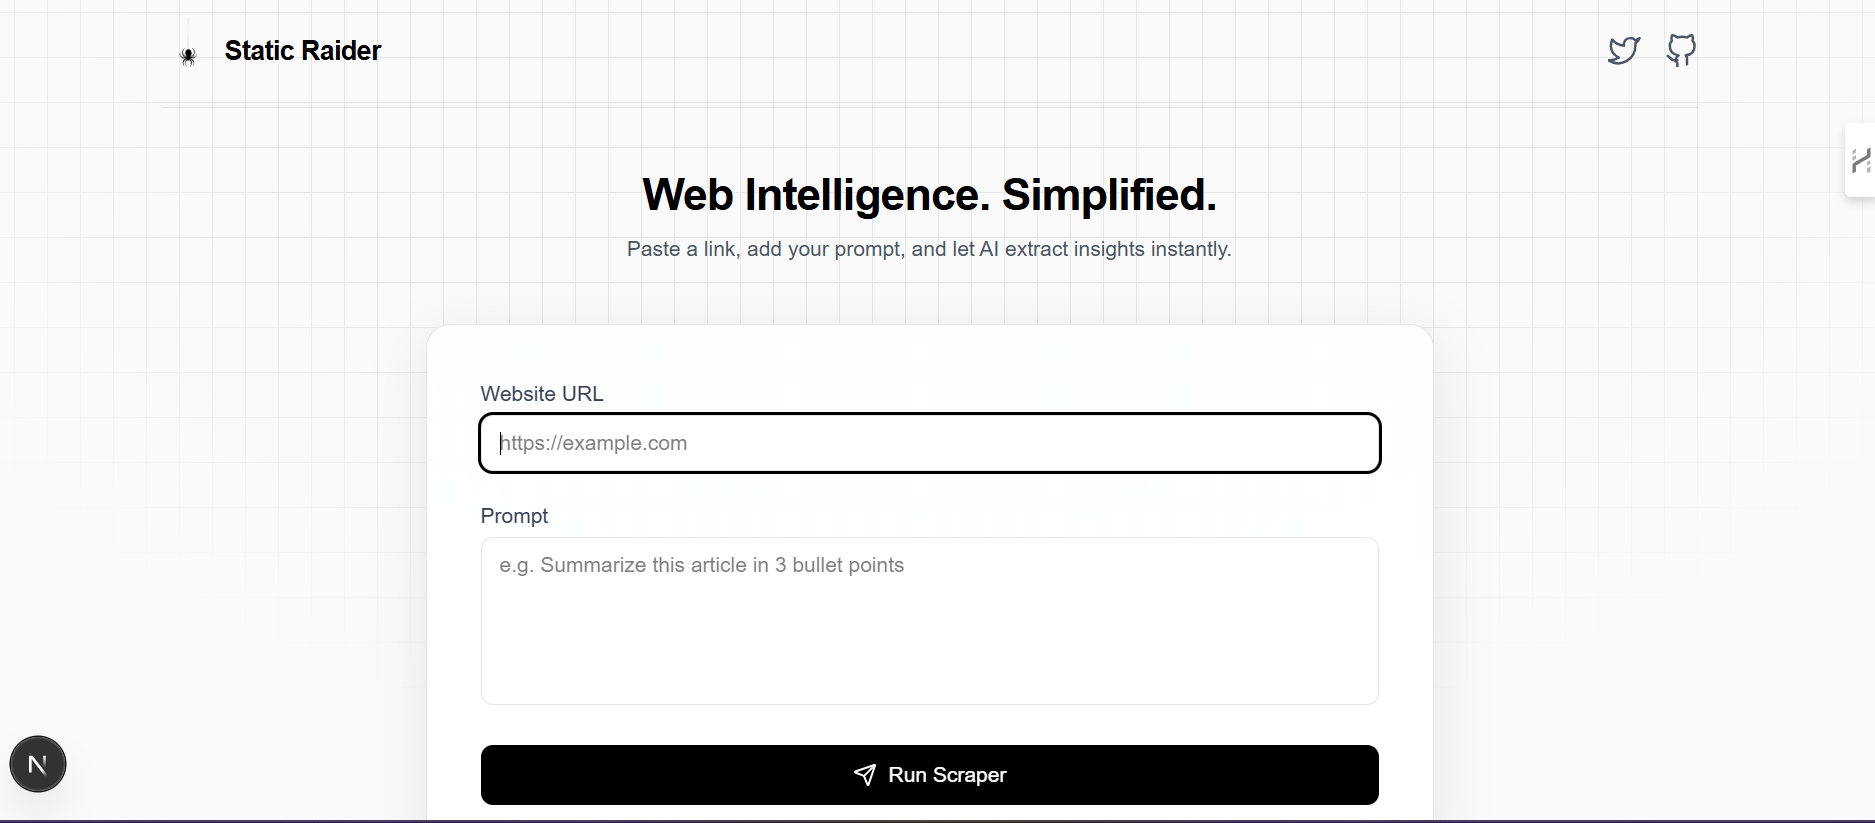 Static Raider
Web Intelligence. Simplified.
Paste a link, add your prompt, and let AI extract insights instantly.
Website URL
https://example.com
Prompt
e.g. Summarize this article in 3 bullet points
Run Scraper
N